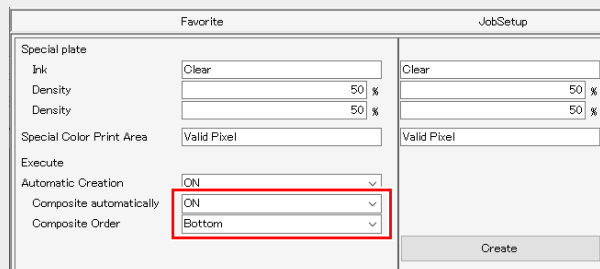 Favorite JobSetup
Special plate
Ink Clear Clear
Density 50 % 50 %
Density 50 % 50 %
Special Color Print Area Valid Pixel Valid Pixel
Execute
Automatic Creation ON
Composite automatically ON
Composite Order Bottom
Create